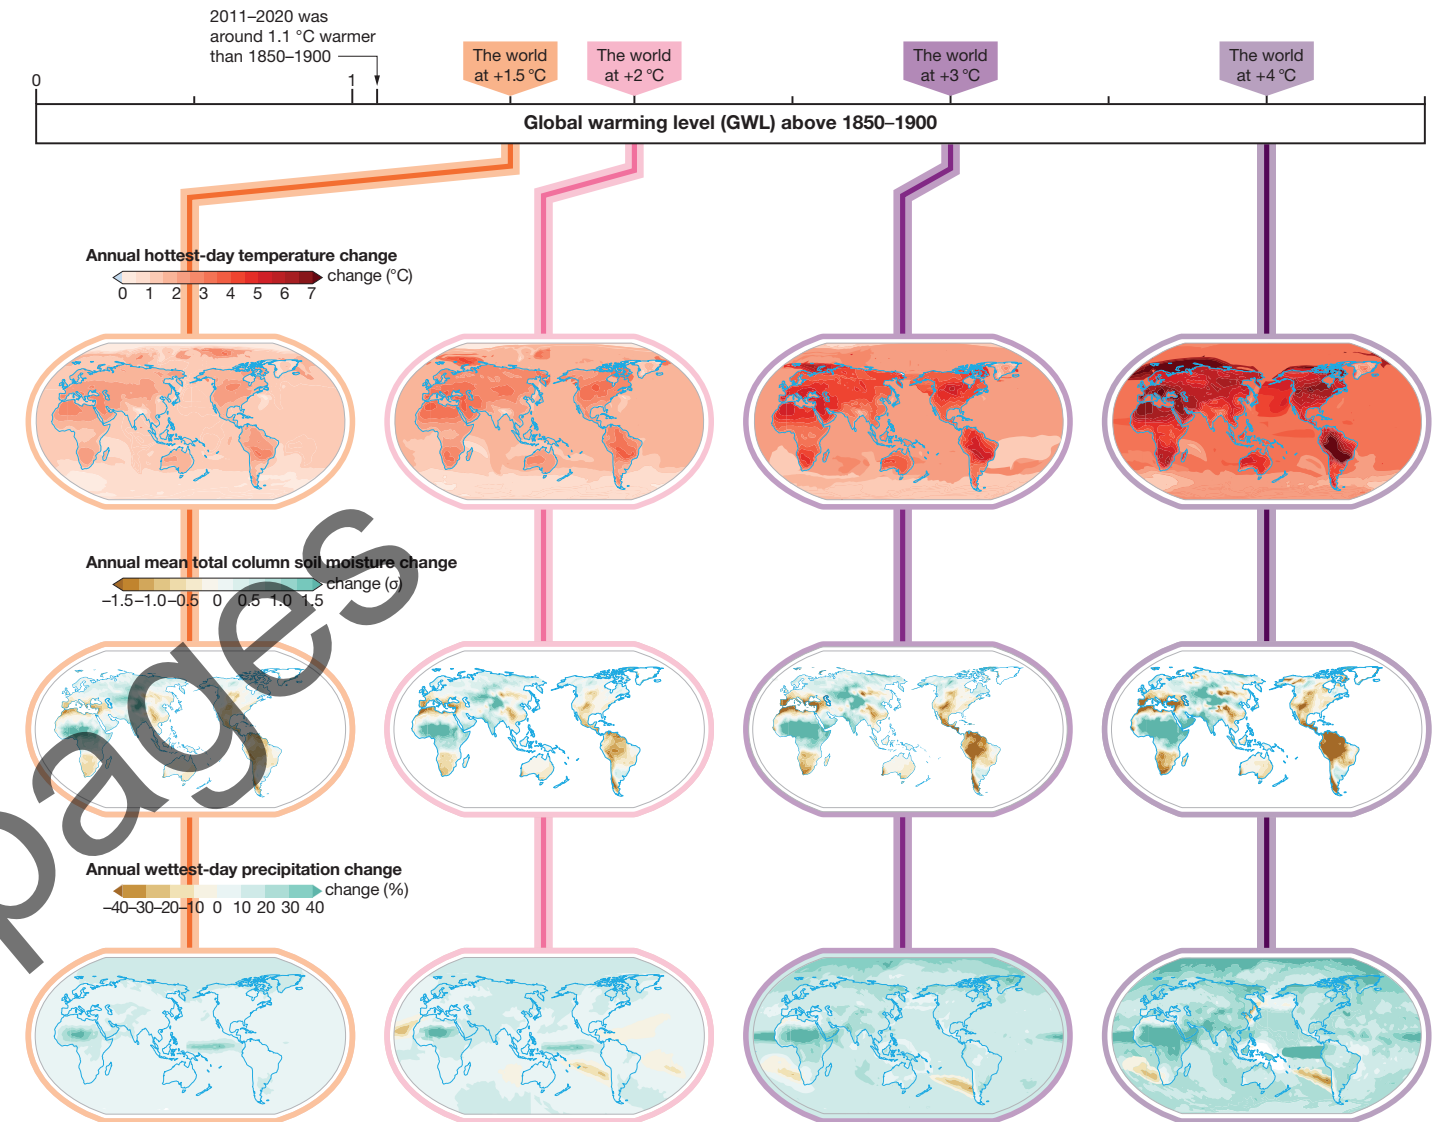 2011–2020 was
around 1.1 °C warmer
than 1850–1900
The world
at +1.5 °C
The world
at +2 °C
The world
at +3 °C
The world
at +4 °C
0
1
Global warming level (GWL) above 1850–1900
Annual hottest-day temperature change
change (°C)
0 1 2 3 4 5 6 7
Annual mean total column soil moisture change
change (σ)
–1.5 –1.0 –0.5 0 0.5 1.0 1.5
Annual wettest-day precipitation change
change (%)
–40 –30 –20 –10 0 10 20 30 40
pages